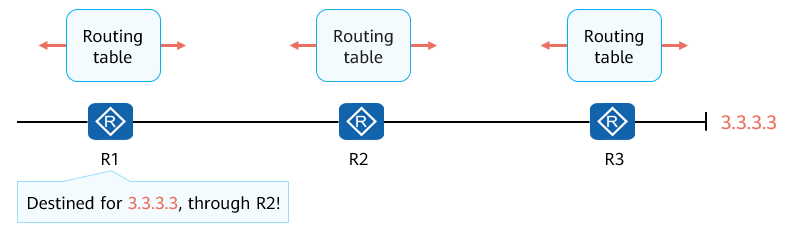 Routing
table
Routing
table
Routing
table
R
R
R
3.3.3.3
R1
R2
R3
Destined for 3.3.3.3, through R2!